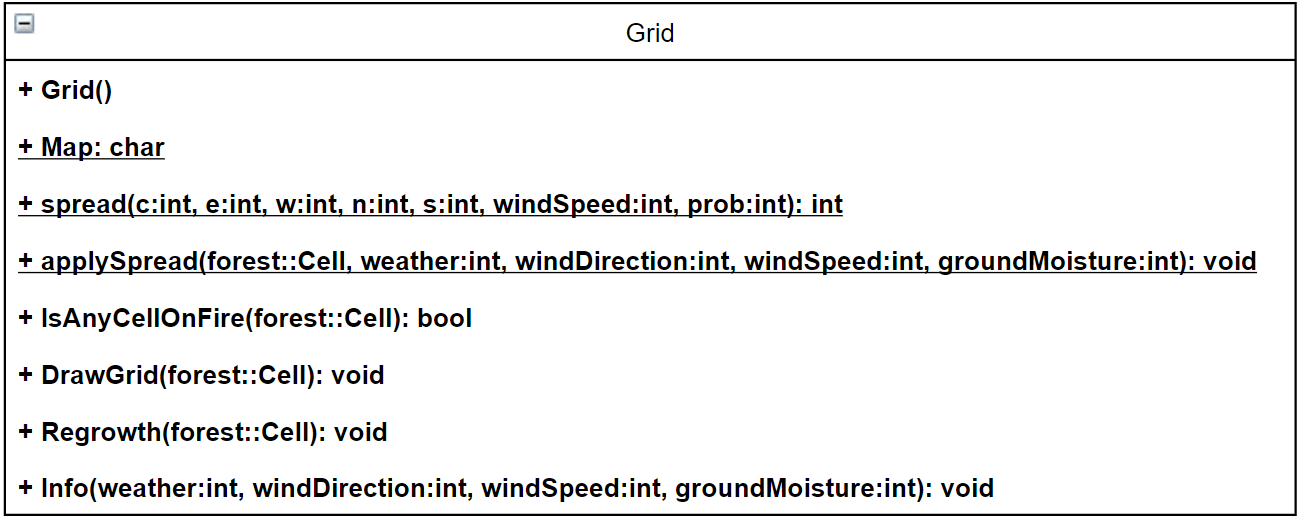 Grid
+ Grid()
+ Map: char
+ spread(c:int, e:int, w:int, n:int, s:int, windSpeed:int, prob:int): int
+ applySpread(forest::Cell, weather:int, windDirection:int, windSpeed:int, groundMoisture:int): void
+ IsAnyCellOnFire(forest::Cell): bool
+ DrawGrid(forest::Cell): void
+ Regrowth(forest::Cell): void
+ Info(weather:int, windDirection:int, windSpeed:int, groundMoisture:int): void